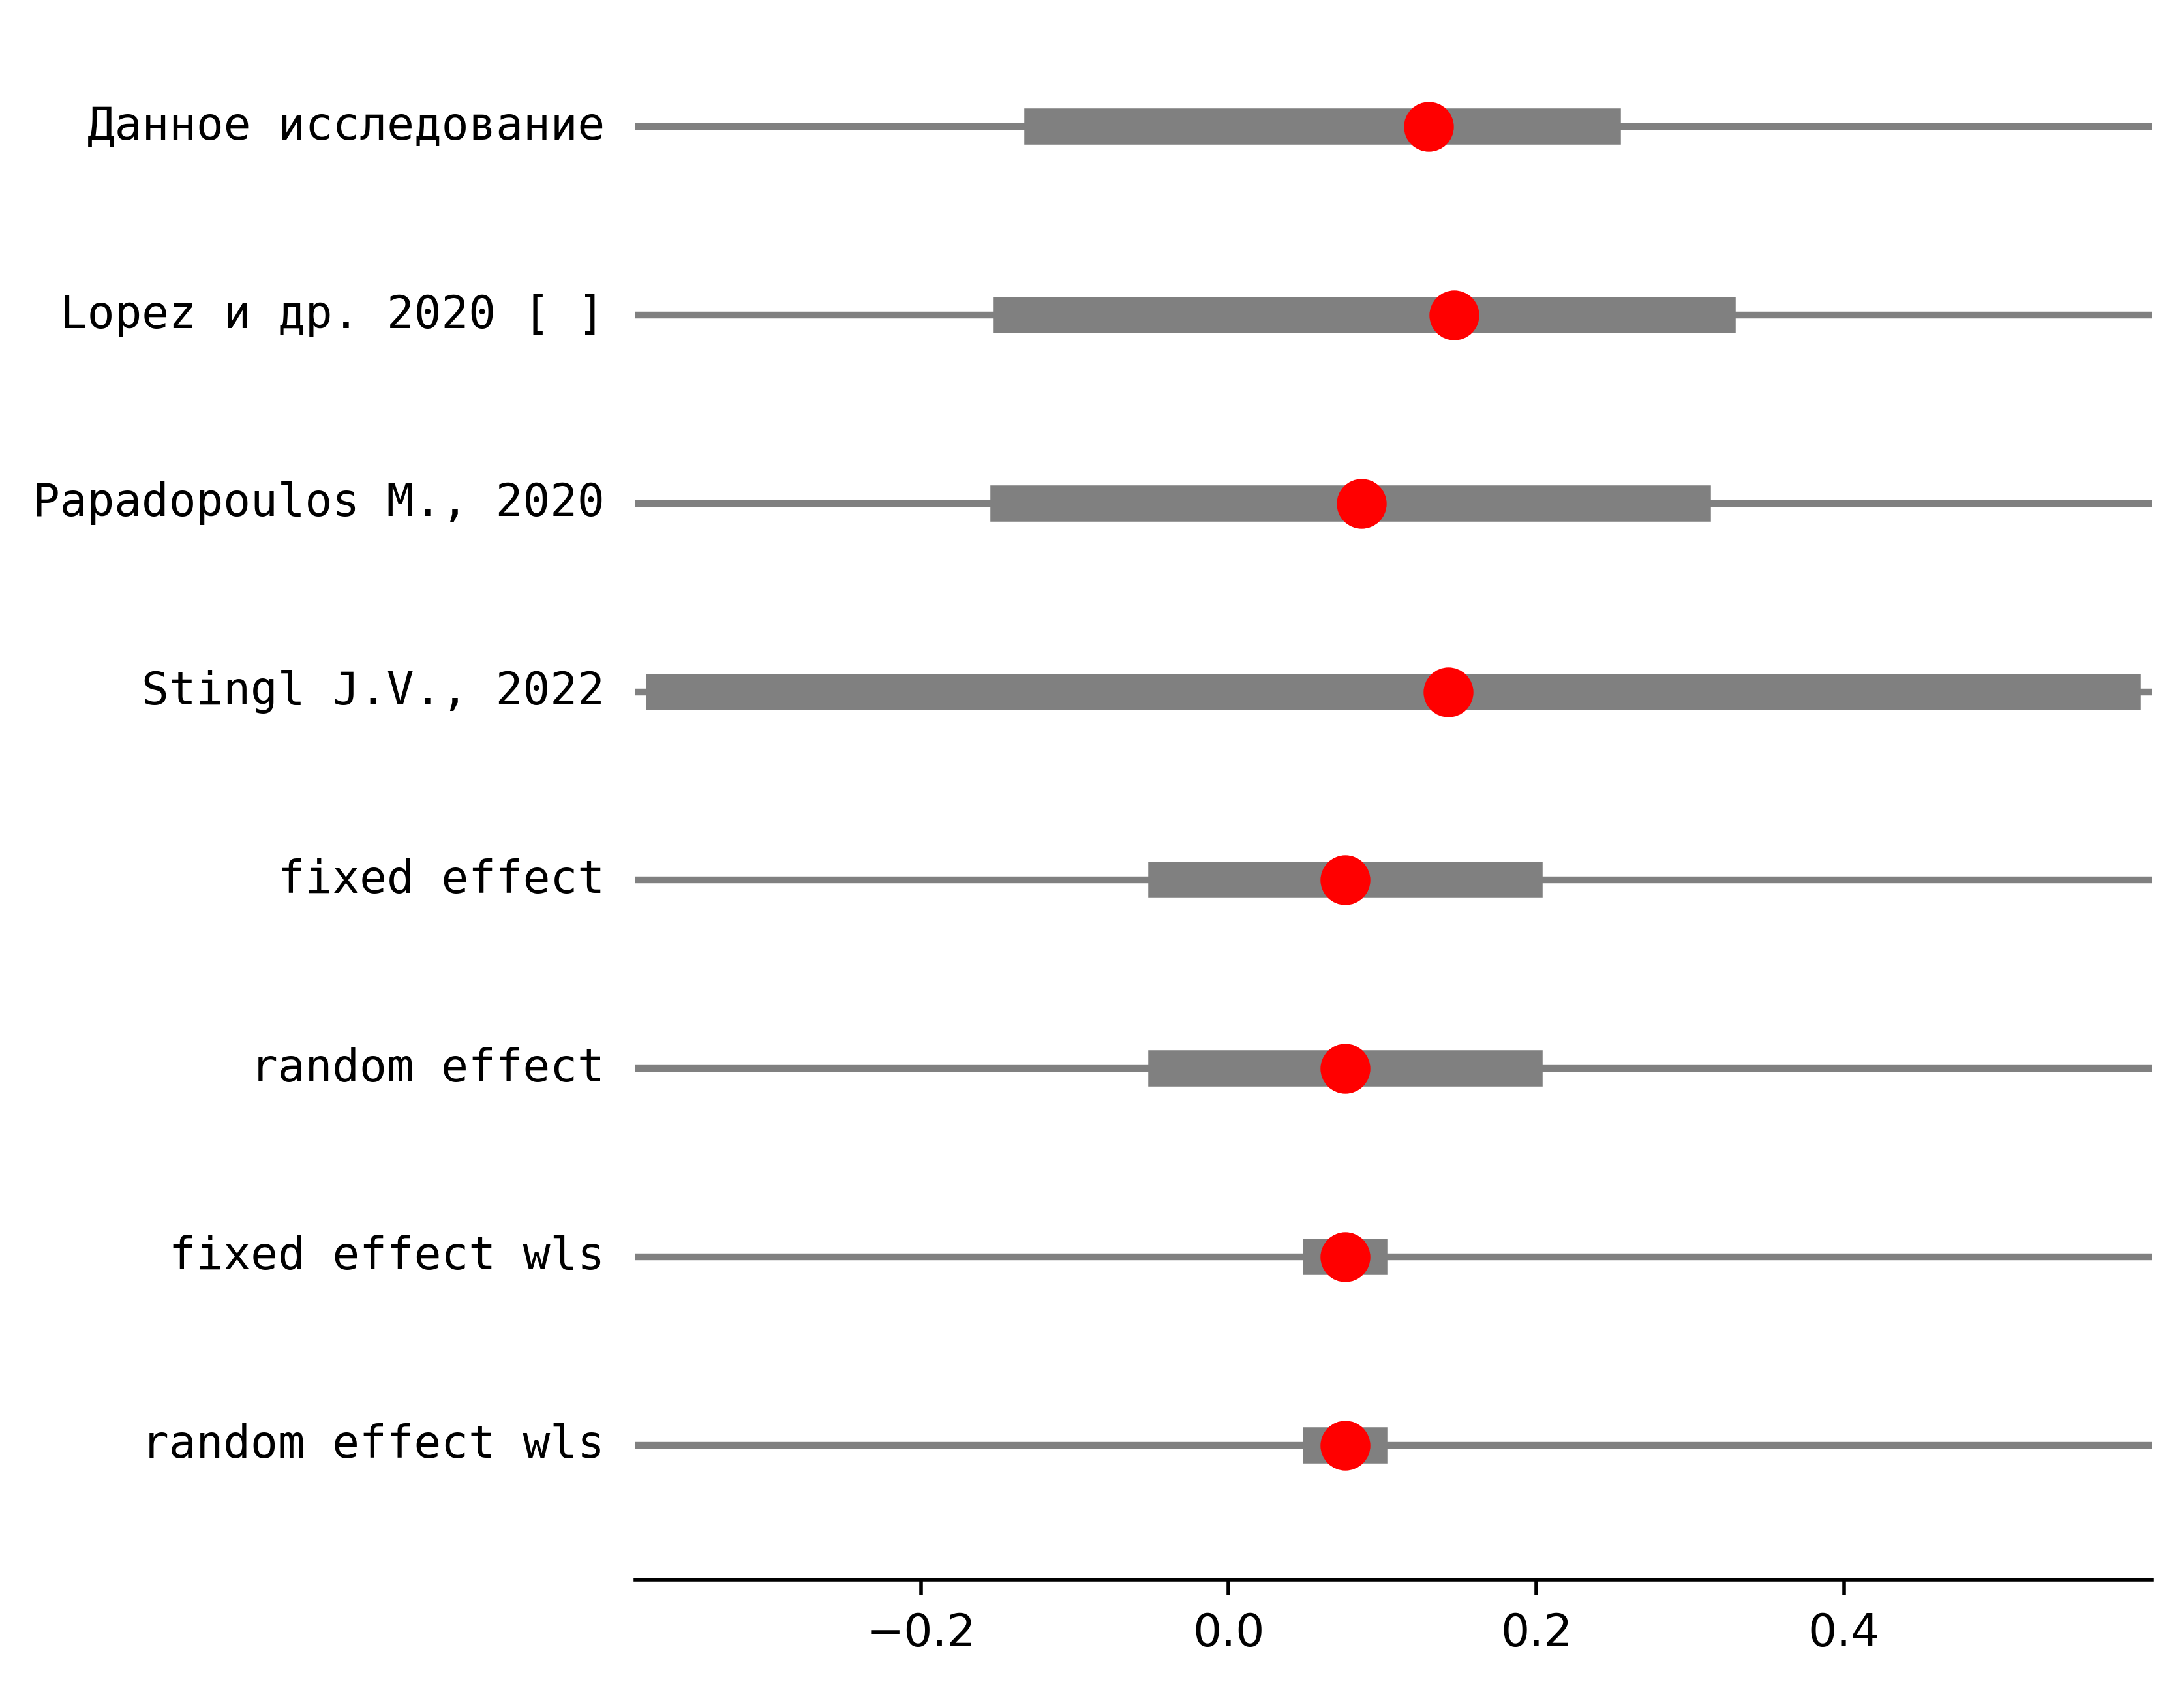 Данное исследование
Lopez и др. 2020 [ ]
Papadopoulos M., 2020
Stingl J.V., 2022
fixed effect
random effect
fixed effect wls
random effect wls
−0.2 0.0 0.2 0.4